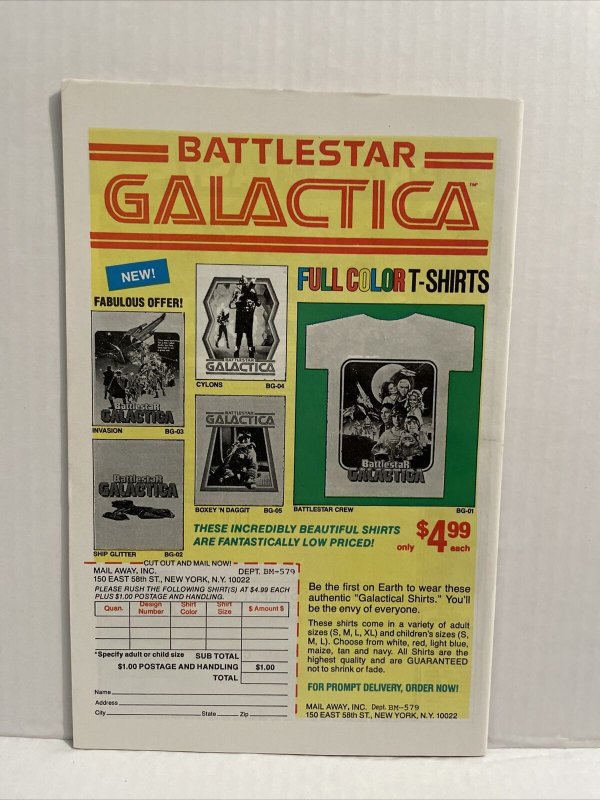 BATTLESTAR
GALACTICA™
NEW!
FABULOUS OFFER!
FULL COLOR T-SHIRTS
BattlestaR
GALACTICA
INVASION BG-03
BATTLESTAR
GALACTICA
CYLONS BG-04
BattlestaR
GALACTICA
SHIP GLITTER BG-02
BATTLESTAR
GALACTICA
BOXEY 'N DAGGIT BG-05
BattlestaR
GALACTICA
BATTLESTAR CREW BG-01
THESE INCREDIBLY BEAUTIFUL SHIRTS
ARE FANTASTICALLY LOW PRICED!
only $4.99 each
CUT OUT AND MAIL NOW!
MAIL AWAY, INC. DEPT. BM-579
150 EAST 58th ST., NEW YORK, N.Y. 10022
PLEASE RUSH THE FOLLOWING SHIRT(S) AT $4.99 EACH
PLUS $1.00 POSTAGE AND HANDLING.
Quan. Design Number Shirt Color Shirt Size $ Amount $
*Specify adult or child size SUB TOTAL
$1.00 POSTAGE AND HANDLING $1.00
TOTAL
Name
Address
City State Zip
Be the first on Earth to wear these
authentic "Galactical Shirts." You'll
be the envy of everyone.
These shirts come in a variety of adult
sizes (S, M, L, XL) and children's sizes (S,
M, L). Choose from white, red, light blue,
maize, tan and navy. All Shirts are the
highest quality and are GUARANTEED
not to shrink or fade.
FOR PROMPT DELIVERY, ORDER NOW!
MAIL AWAY, INC. Dept. BM-579
150 EAST 58th ST., NEW YORK, N.Y. 10022